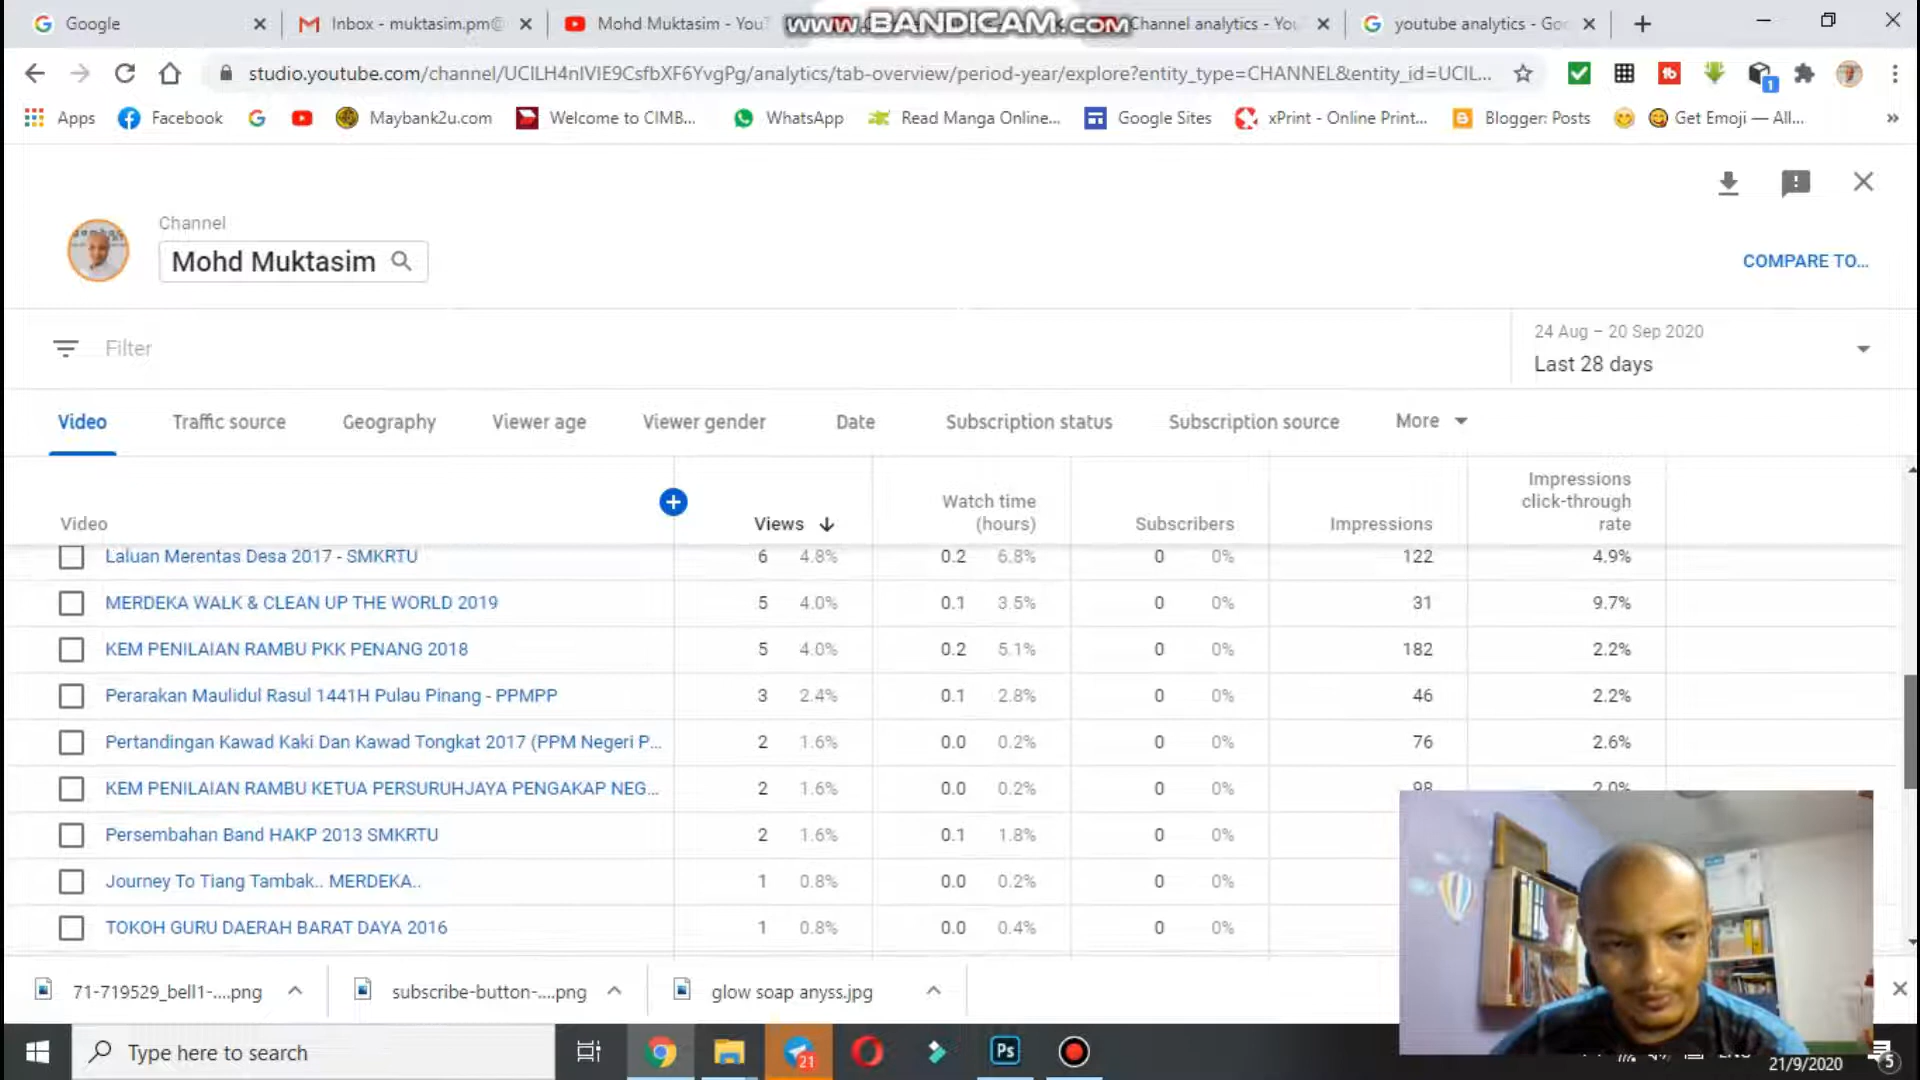 Google
Inbox - muktasim.pm@
Mohd Muktasim - You
www.BANDICAM.com
Channel analytics - You
youtube analytics - Goo
studio.youtube.com/channel/UCILH4nIVIE9CsfbXF6YvgPg/analytics/tab-overview/period-year/explore?entity_type=CHANNEL&entity_id=UCIL...
1
Apps
Facebook
Maybank2u.com
Welcome to CIMB...
WhatsApp
Read Manga Online...
Google Sites
xPrint - Online Print...
Blogger: Posts
Get Emoji — All...
»
Channel
Mohd Muktasim
COMPARE TO...
Filter
24 Aug – 20 Sep 2020
Last 28 days
Video
Traffic source
Geography
Viewer age
Viewer gender
Date
Subscription status
Subscription source
More
Video
Views
Watch time
(hours)
Subscribers
Impressions
Impressions
click-through
rate
Laluan Merentas Desa 2017 - SMKRTU 6 4.8% 0.2 6.8% 0 0% 122 4.9%
MERDEKA WALK & CLEAN UP THE WORLD 2019 5 4.0% 0.1 3.5% 0 0% 31 9.7%
KEM PENILAIAN RAMBU PKK PENANG 2018 5 4.0% 0.2 5.1% 0 0% 182 2.2%
Perarakan Maulidul Rasul 1441H Pulau Pinang - PPMPP 3 2.4% 0.1 2.8% 0 0% 46 2.2%
Pertandingan Kawad Kaki Dan Kawad Tongkat 2017 (PPM Negeri P... 2 1.6% 0.0 0.2% 0 0% 76 2.6%
KEM PENILAIAN RAMBU KETUA PERSURUHJAYA PENGAKAP NEG... 2 1.6% 0.0 0.2% 0 0% 98 2.0%
Persembahan Band HAKP 2013 SMKRTU 2 1.6% 0.1 1.8% 0 0%
Journey To Tiang Tambak.. MERDEKA.. 1 0.8% 0.0 0.2% 0 0%
TOKOH GURU DAERAH BARAT DAYA 2016 1 0.8% 0.0 0.4% 0 0%
71-719529_bell1-....png
subscribe-button-....png
glow soap anyss.jpg
Type here to search
21
Ps
21/9/2020
5